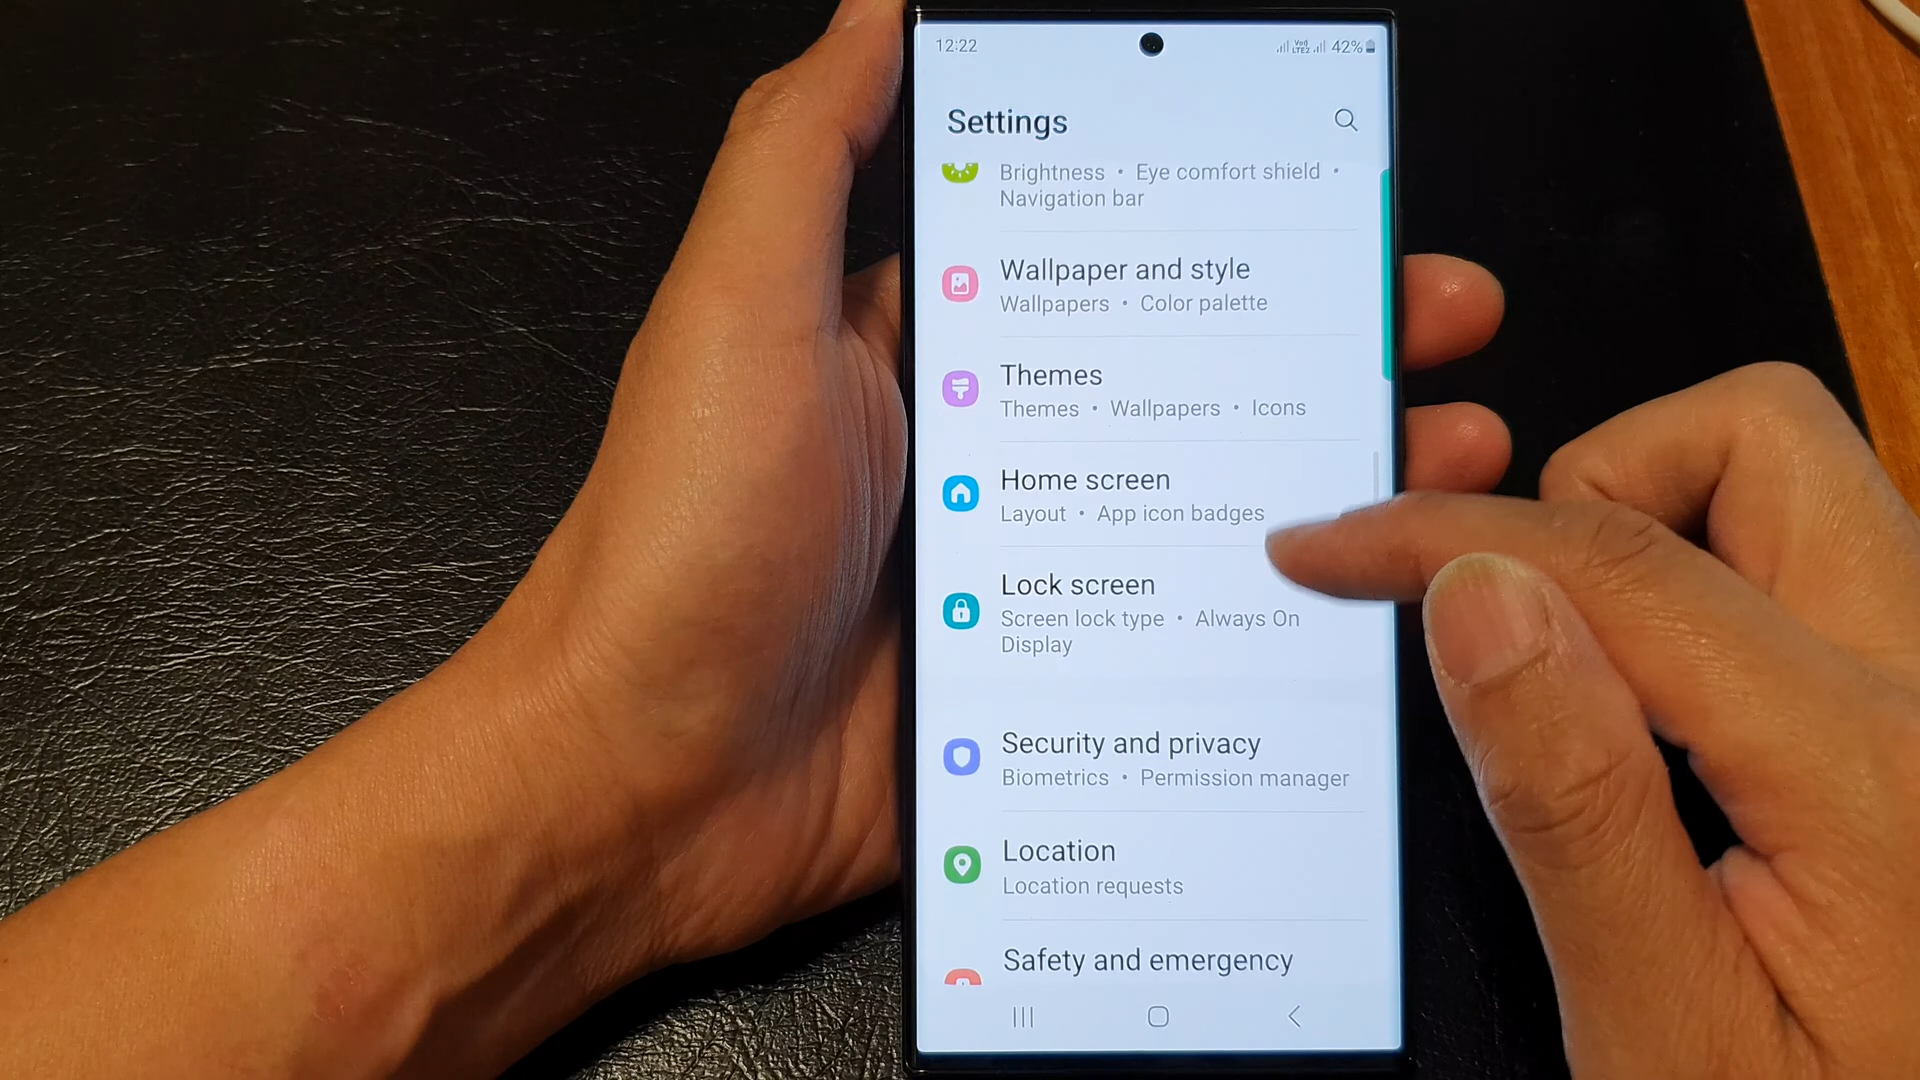 12:22
Vo) LTE2 42%
Settings
Brightness • Eye comfort shield •
Navigation bar
Wallpaper and style
Wallpapers • Color palette
Themes
Themes • Wallpapers • Icons
Home screen
Layout • App icon badges
Lock screen
Screen lock type • Always On
Display
Security and privacy
Biometrics • Permission manager
Location
Location requests
Safety and emergency